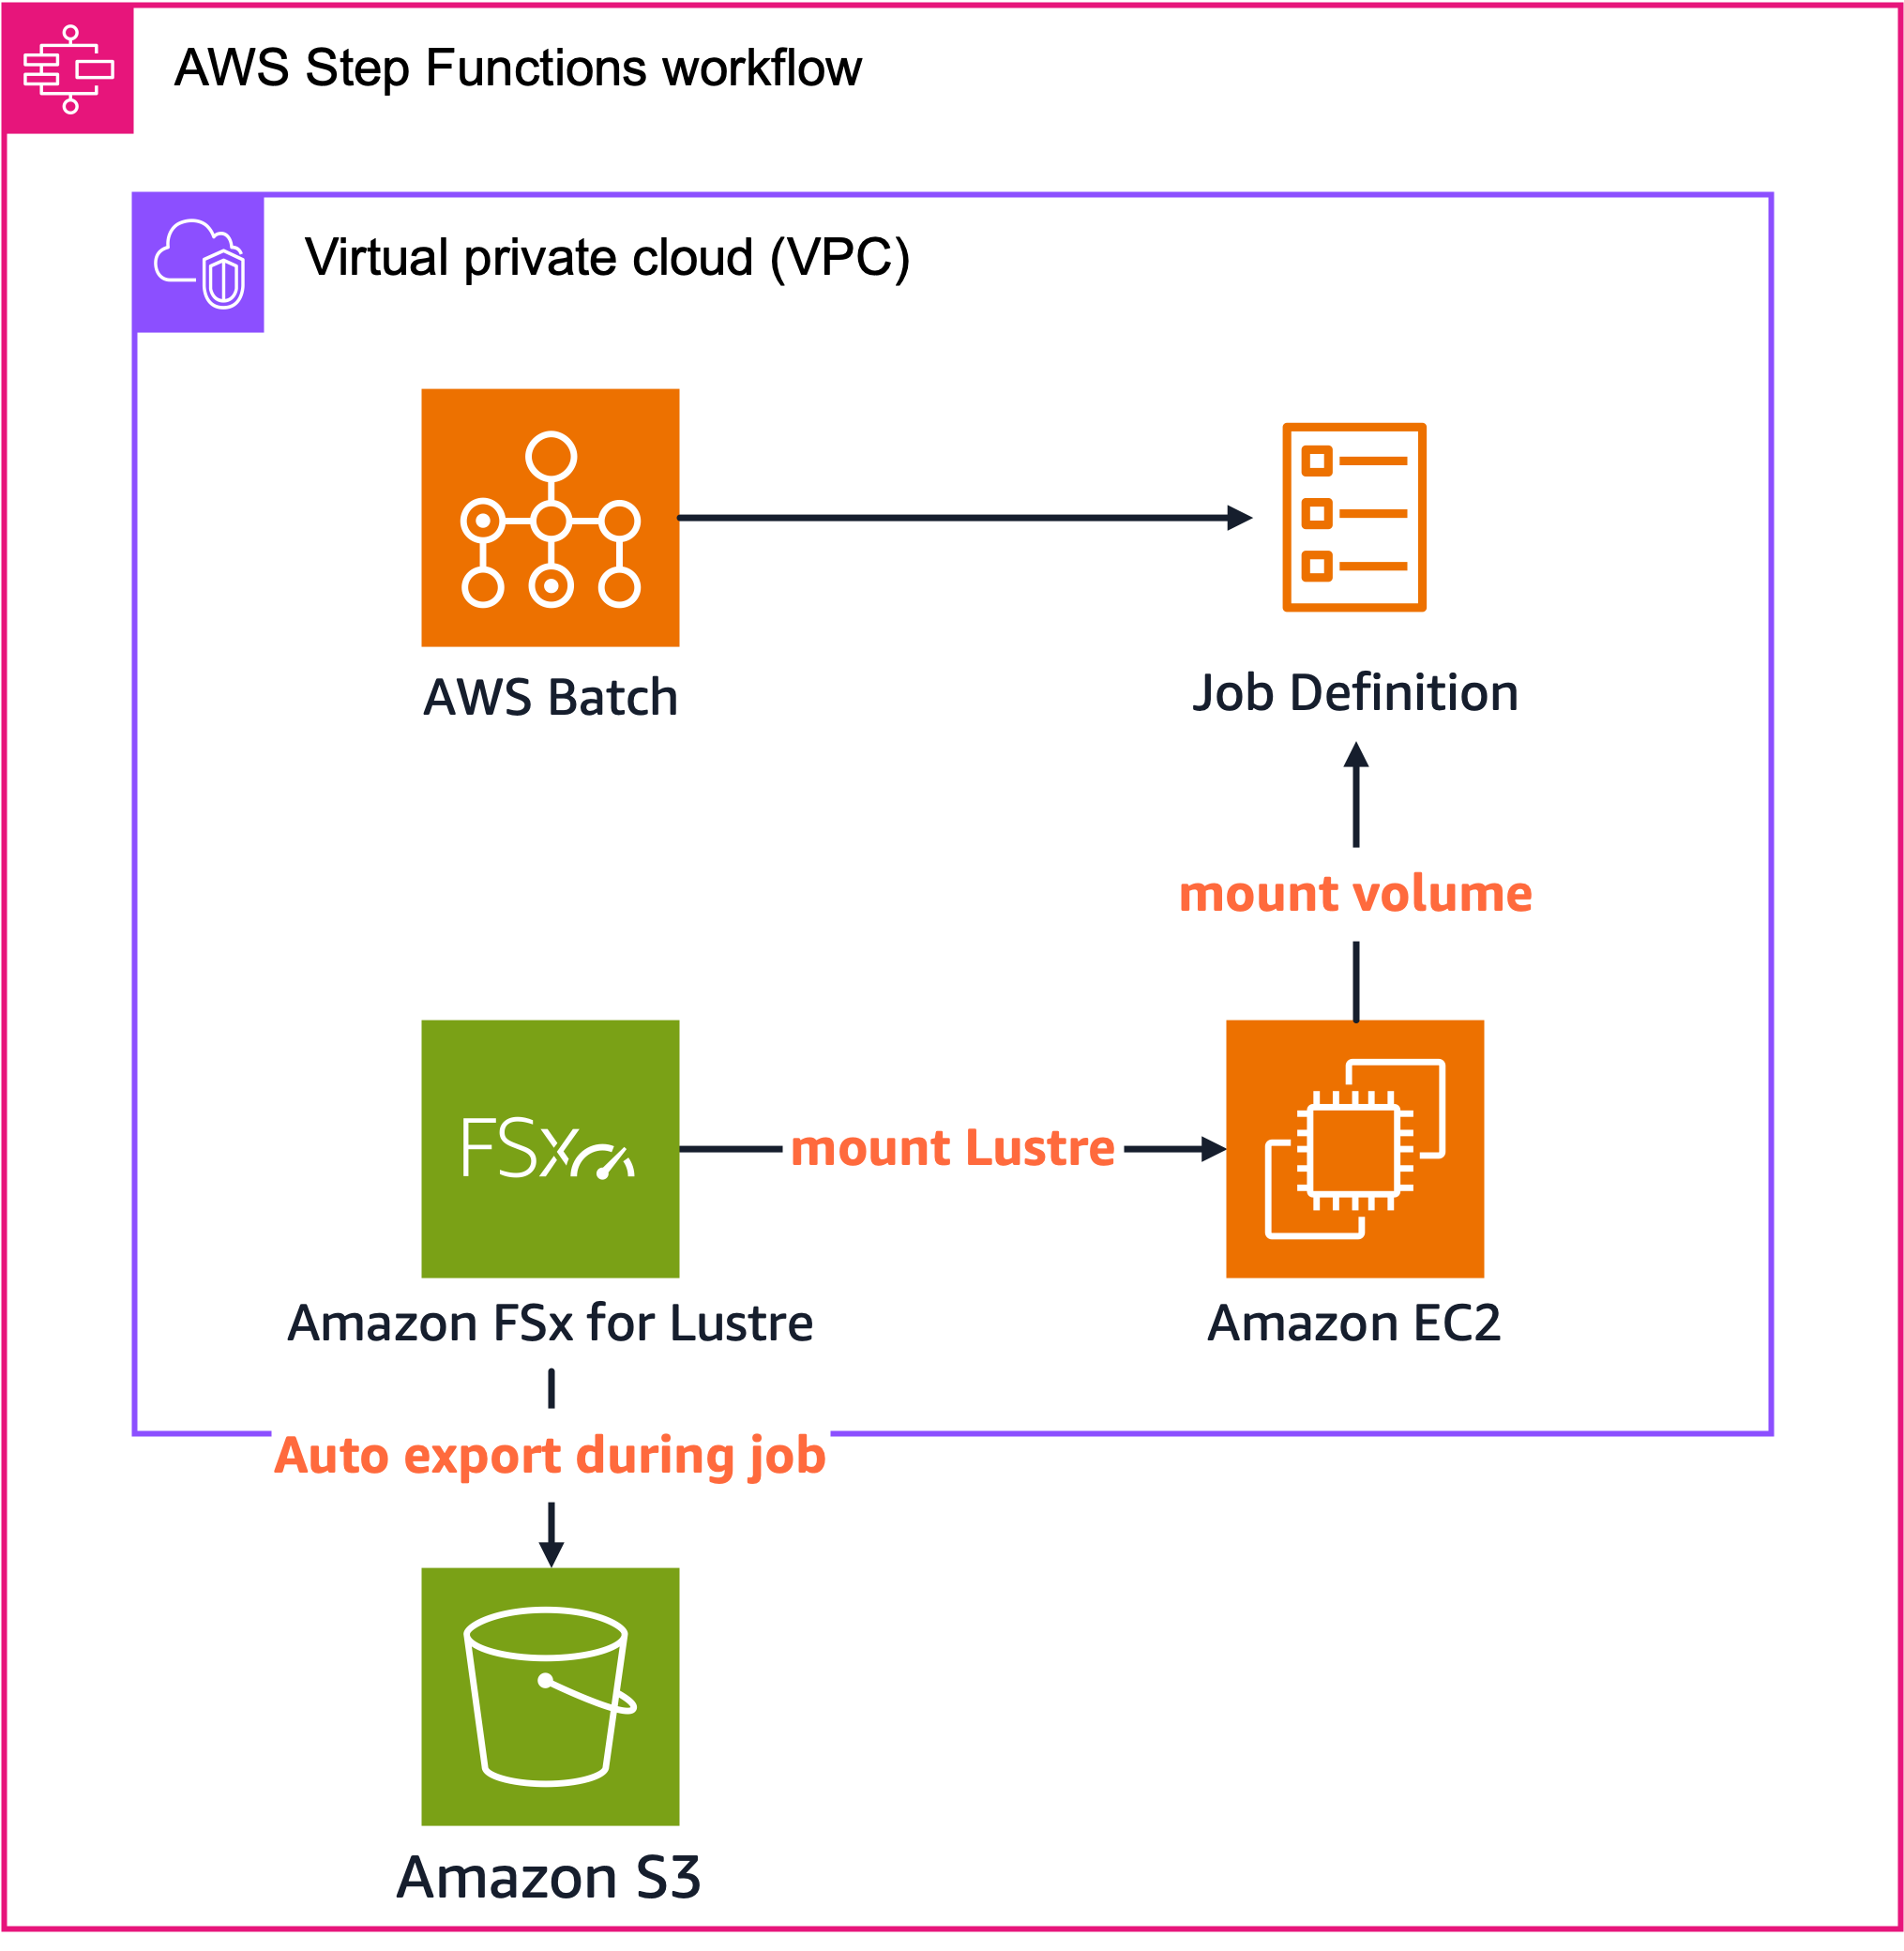 AWS Step Functions workflow
Virtual private cloud (VPC)
AWS Batch
Job Definition
mount volume
FSx
mount Lustre
Amazon FSx for Lustre
Amazon EC2
Auto export during job
Amazon S3